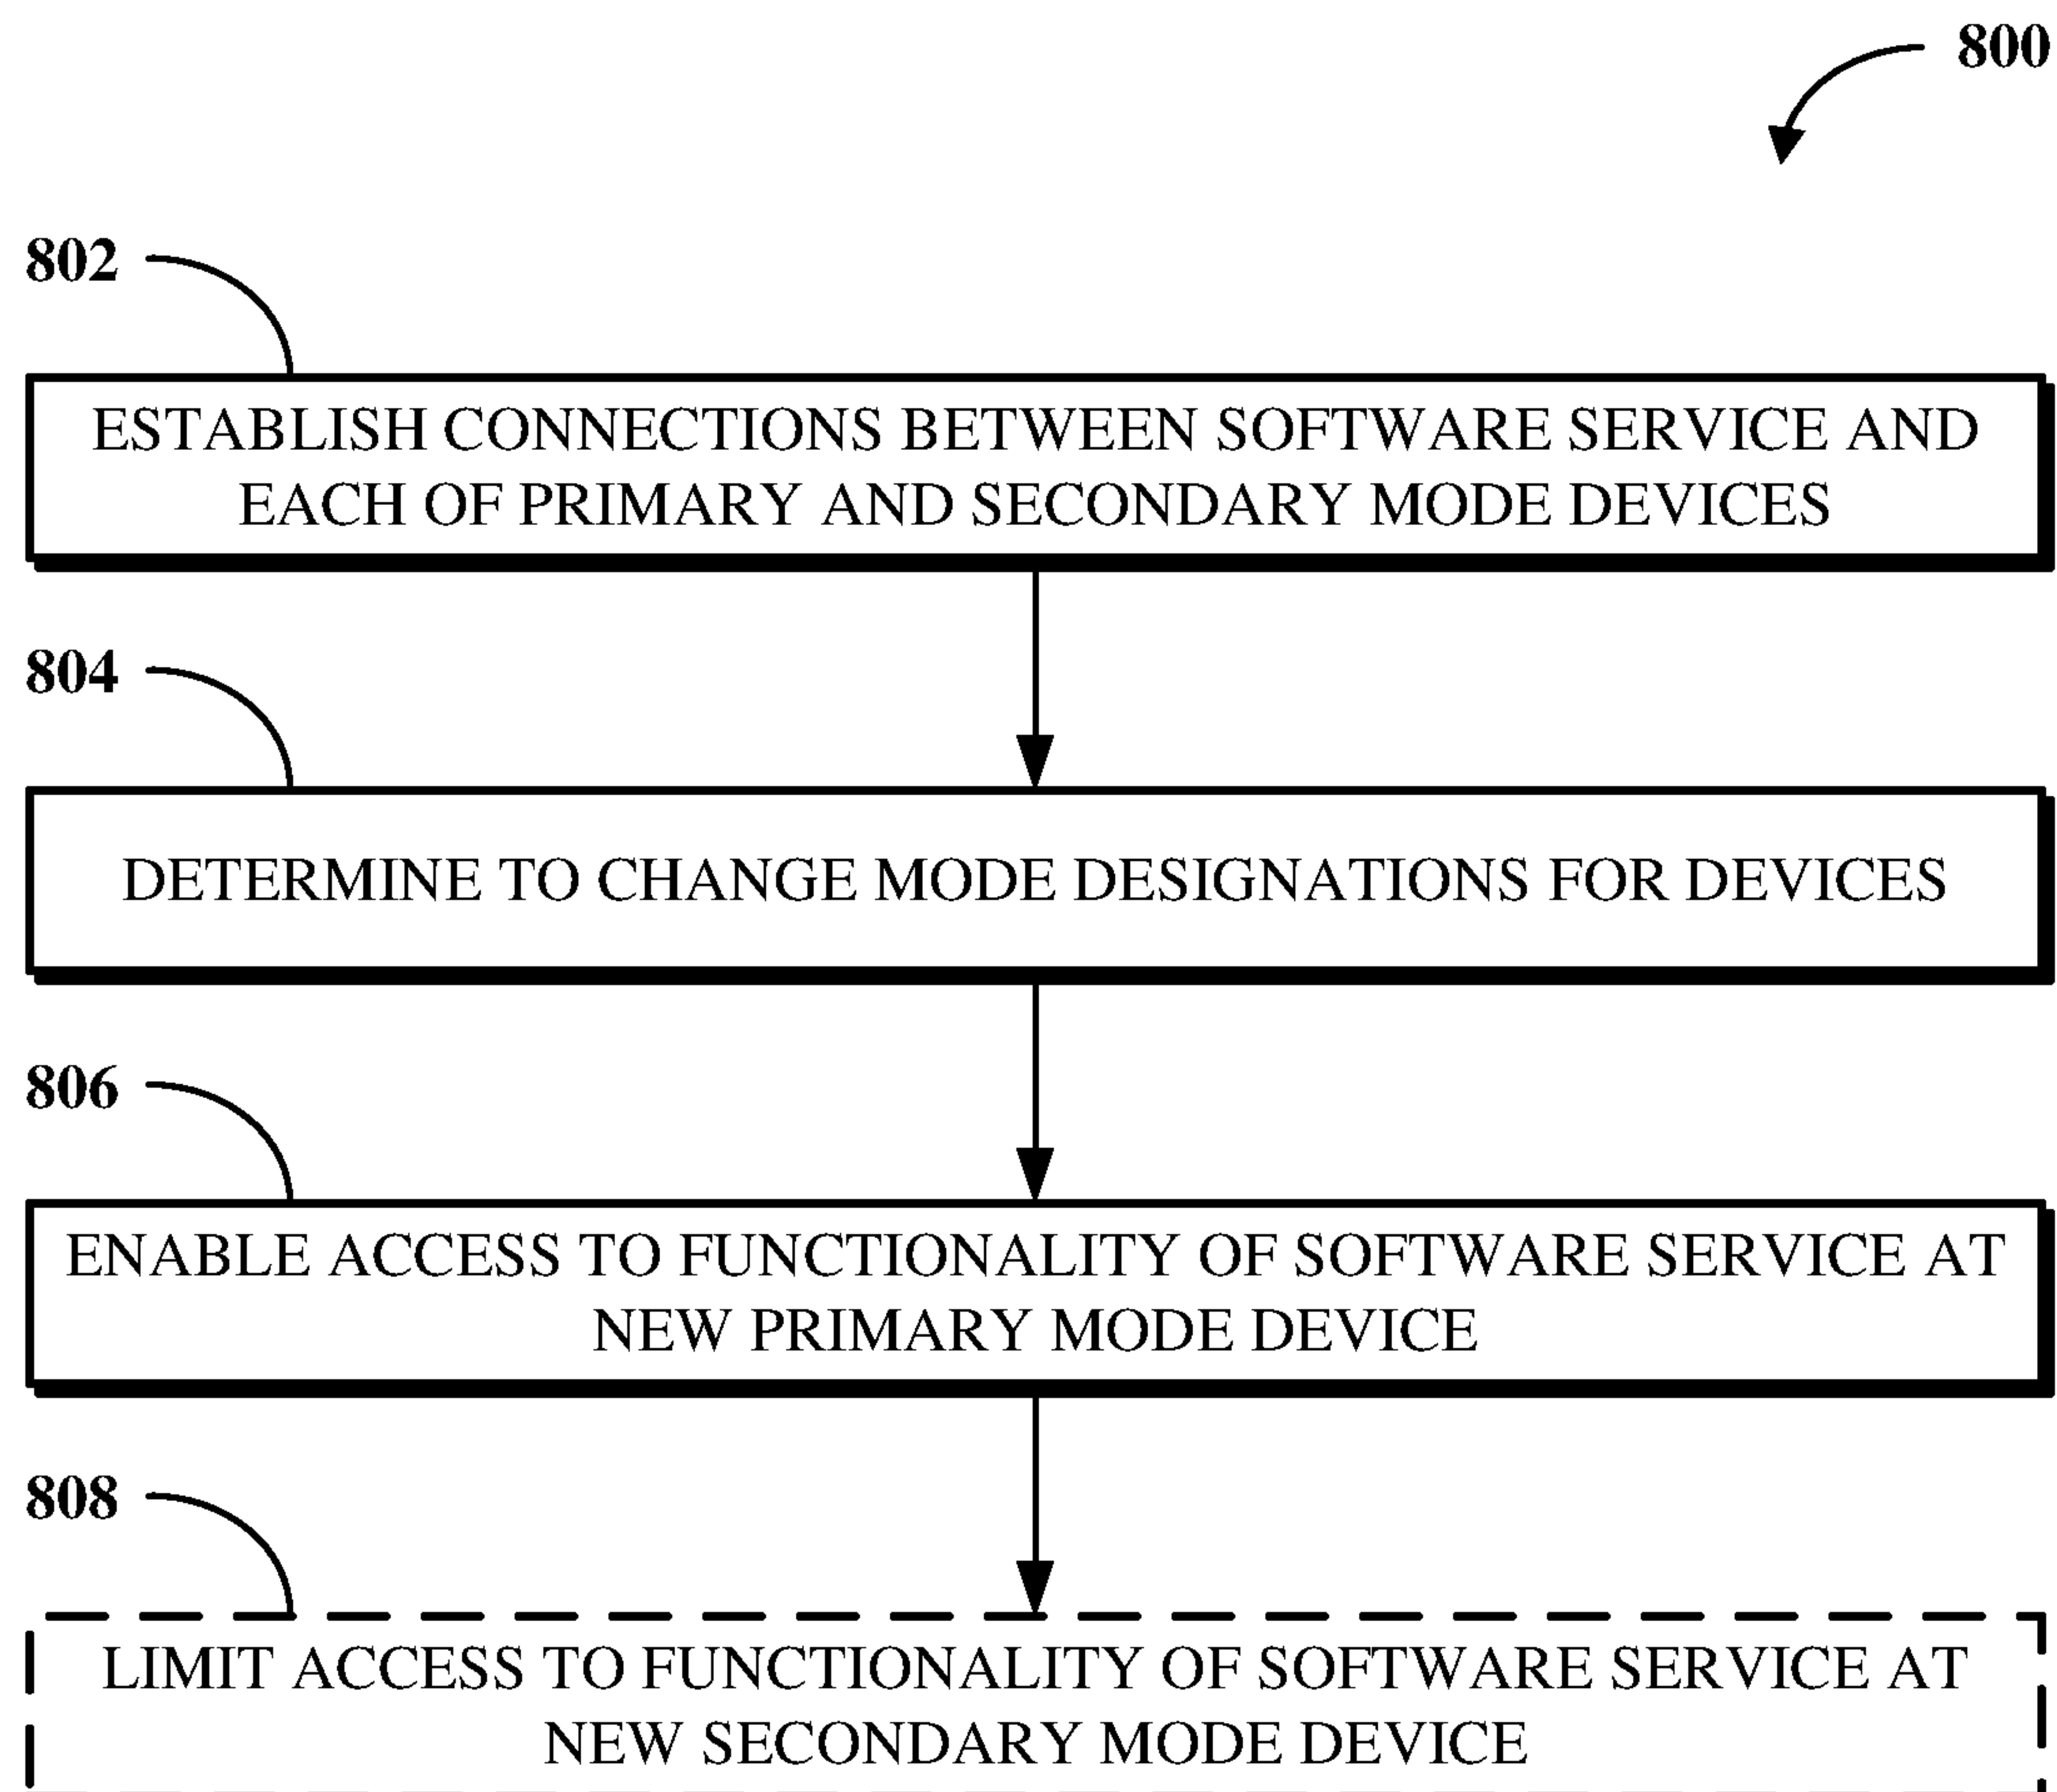 800
802
ESTABLISH CONNECTIONS BETWEEN SOFTWARE SERVICE AND
EACH OF PRIMARY AND SECONDARY MODE DEVICES
804
DETERMINE TO CHANGE MODE DESIGNATIONS FOR DEVICES
806
ENABLE ACCESS TO FUNCTIONALITY OF SOFTWARE SERVICE AT
NEW PRIMARY MODE DEVICE
808
LIMIT ACCESS TO FUNCTIONALITY OF SOFTWARE SERVICE AT
NEW SECONDARY MODE DEVICE